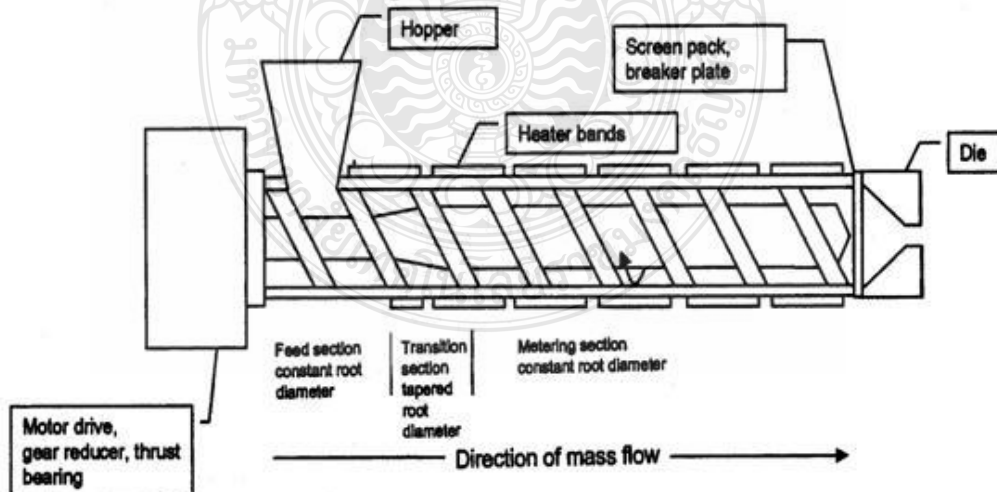 Hopper
Screen pack,
breaker plate
Heater bands
Die
Feed section
constant root
diameter
Transition
section
tapered
root
diameter
Metering section
constant root diameter
Motor drive,
gear reducer, thrust
bearing
Direction of mass flow